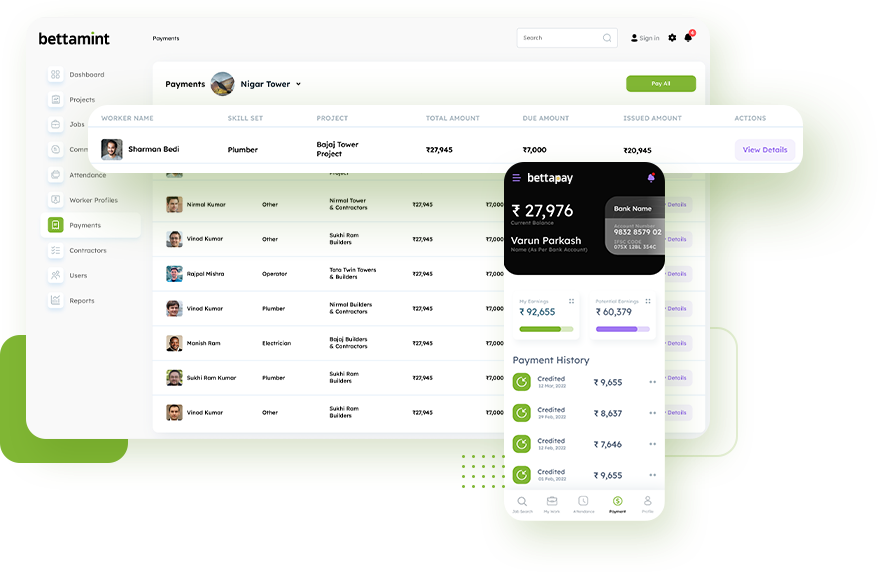 bettamint
Payments
Search
Sign in
4
Dashboard
Projects
Jobs
Comm
Attendance
Worker Profiles
Payments
Contractors
Users
Reports
Payments
Nigar Tower
Pay All
WORKER NAME SKILL SET PROJECT TOTAL AMOUNT DUE AMOUNT ISSUED AMOUNT ACTIONS
Sharman Bedi Plumber Bajaj Tower ₹27,945 ₹7,000 ₹20,945 View Details
Project
Project
Nirmal Kumar Other Nirmal Tower ₹27,945 ₹7,000 Details
& Contractors
Vinod Kumar Other Sukhi Ram ₹27,945 ₹7,000 Details
Builders
Rajpal Mishra Operator Tata Twin Towers ₹27,945 ₹7,000 Details
& Builders
Vinod Kumar Plumber Nirmal Builders ₹27,945 ₹7,000 Details
& Contractors
Manish Ram Electrician Bajaj Builders ₹27,945 ₹7,000 Details
& Contractors
Sukhi Ram Kumar Plumber Sukhi Ram ₹27,945 ₹7,000 Details
Builders
Vinod Kumar Other Sukhi Ram ₹27,945 ₹7,000 Details
Builders
bettapay
₹ 27,976
Current Balance
Varun Parkash
Name (As Per Bank Account)
Bank Name
Account Number
9832 8579 02
IFSC CODE
075X 12BL 354C
My Earnings
₹ 92,655
Potential Earnings
₹ 60,379
Payment History
Credited ₹ 9,655
12 Mar, 2022
Credited ₹ 8,637
Feb, 2022
Credited ₹ 7,646
12 Feb, 2022
Credited ₹ 9,655
Feb, 2022
Job Search My Work Attendance Payment Profile